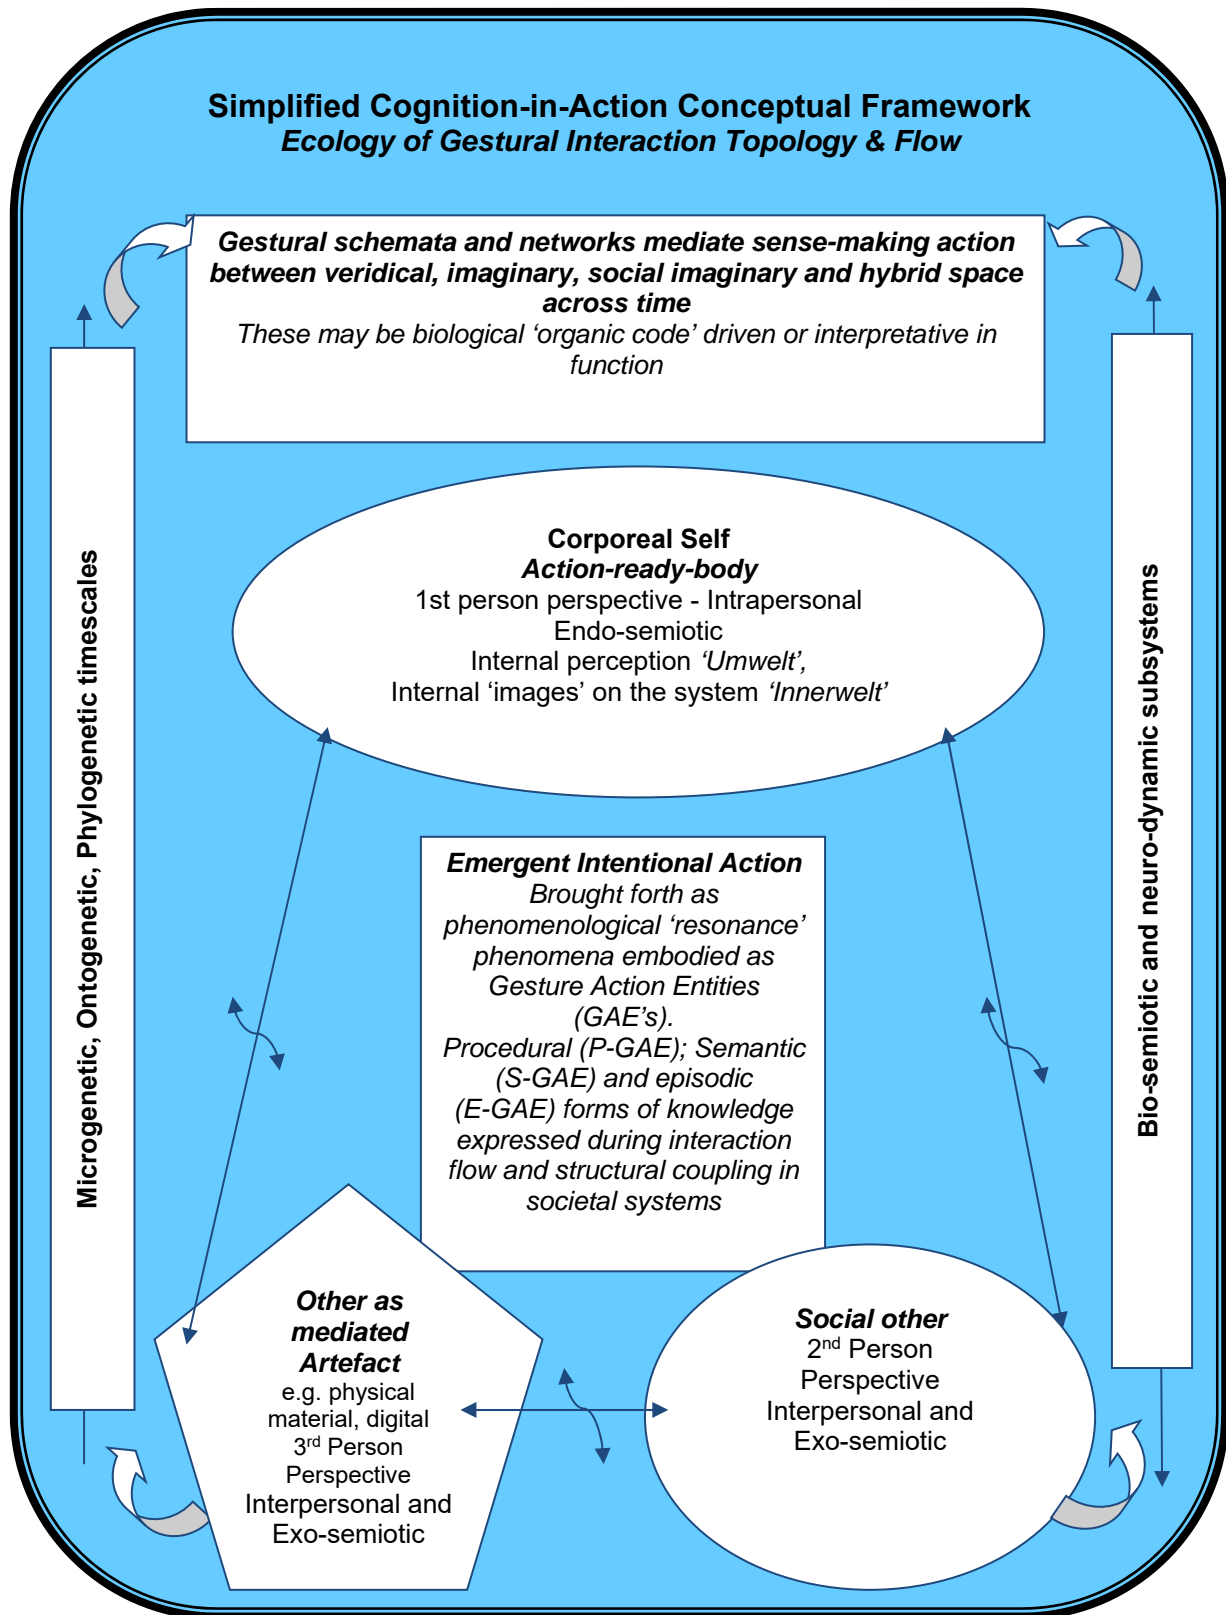 Simplified Cognition-in-Action Conceptual Framework
Ecology of Gestural Interaction Topology & Flow
Gestural schemata and networks mediate sense-making action
between veridical, imaginary, social imaginary and hybrid space
across time
These may be biological ‘organic code’ driven or interpretative in
function
Microgenetic, Ontogenetic, Phylogenetic timescales
Corporeal Self
Action-ready-body
1st person perspective - Intrapersonal
Endo-semiotic
Internal perception ‘Umwelt’,
Internal ‘images’ on the system ‘Innerwelt’
Bio-semiotic and neuro-dynamic subsystems
Emergent Intentional Action
Brought forth as
phenomenological ‘resonance’
phenomena embodied as
Gesture Action Entities
(GAE’s).
Procedural (P-GAE); Semantic
(S-GAE) and episodic
(E-GAE) forms of knowledge
expressed during interaction
flow and structural coupling in
societal systems
Other as
mediated
Artefact
e.g. physical
material, digital
3rd Person
Perspective
Interpersonal and
Exo-semiotic
Social other
2nd Person
Perspective
Interpersonal and
Exo-semiotic